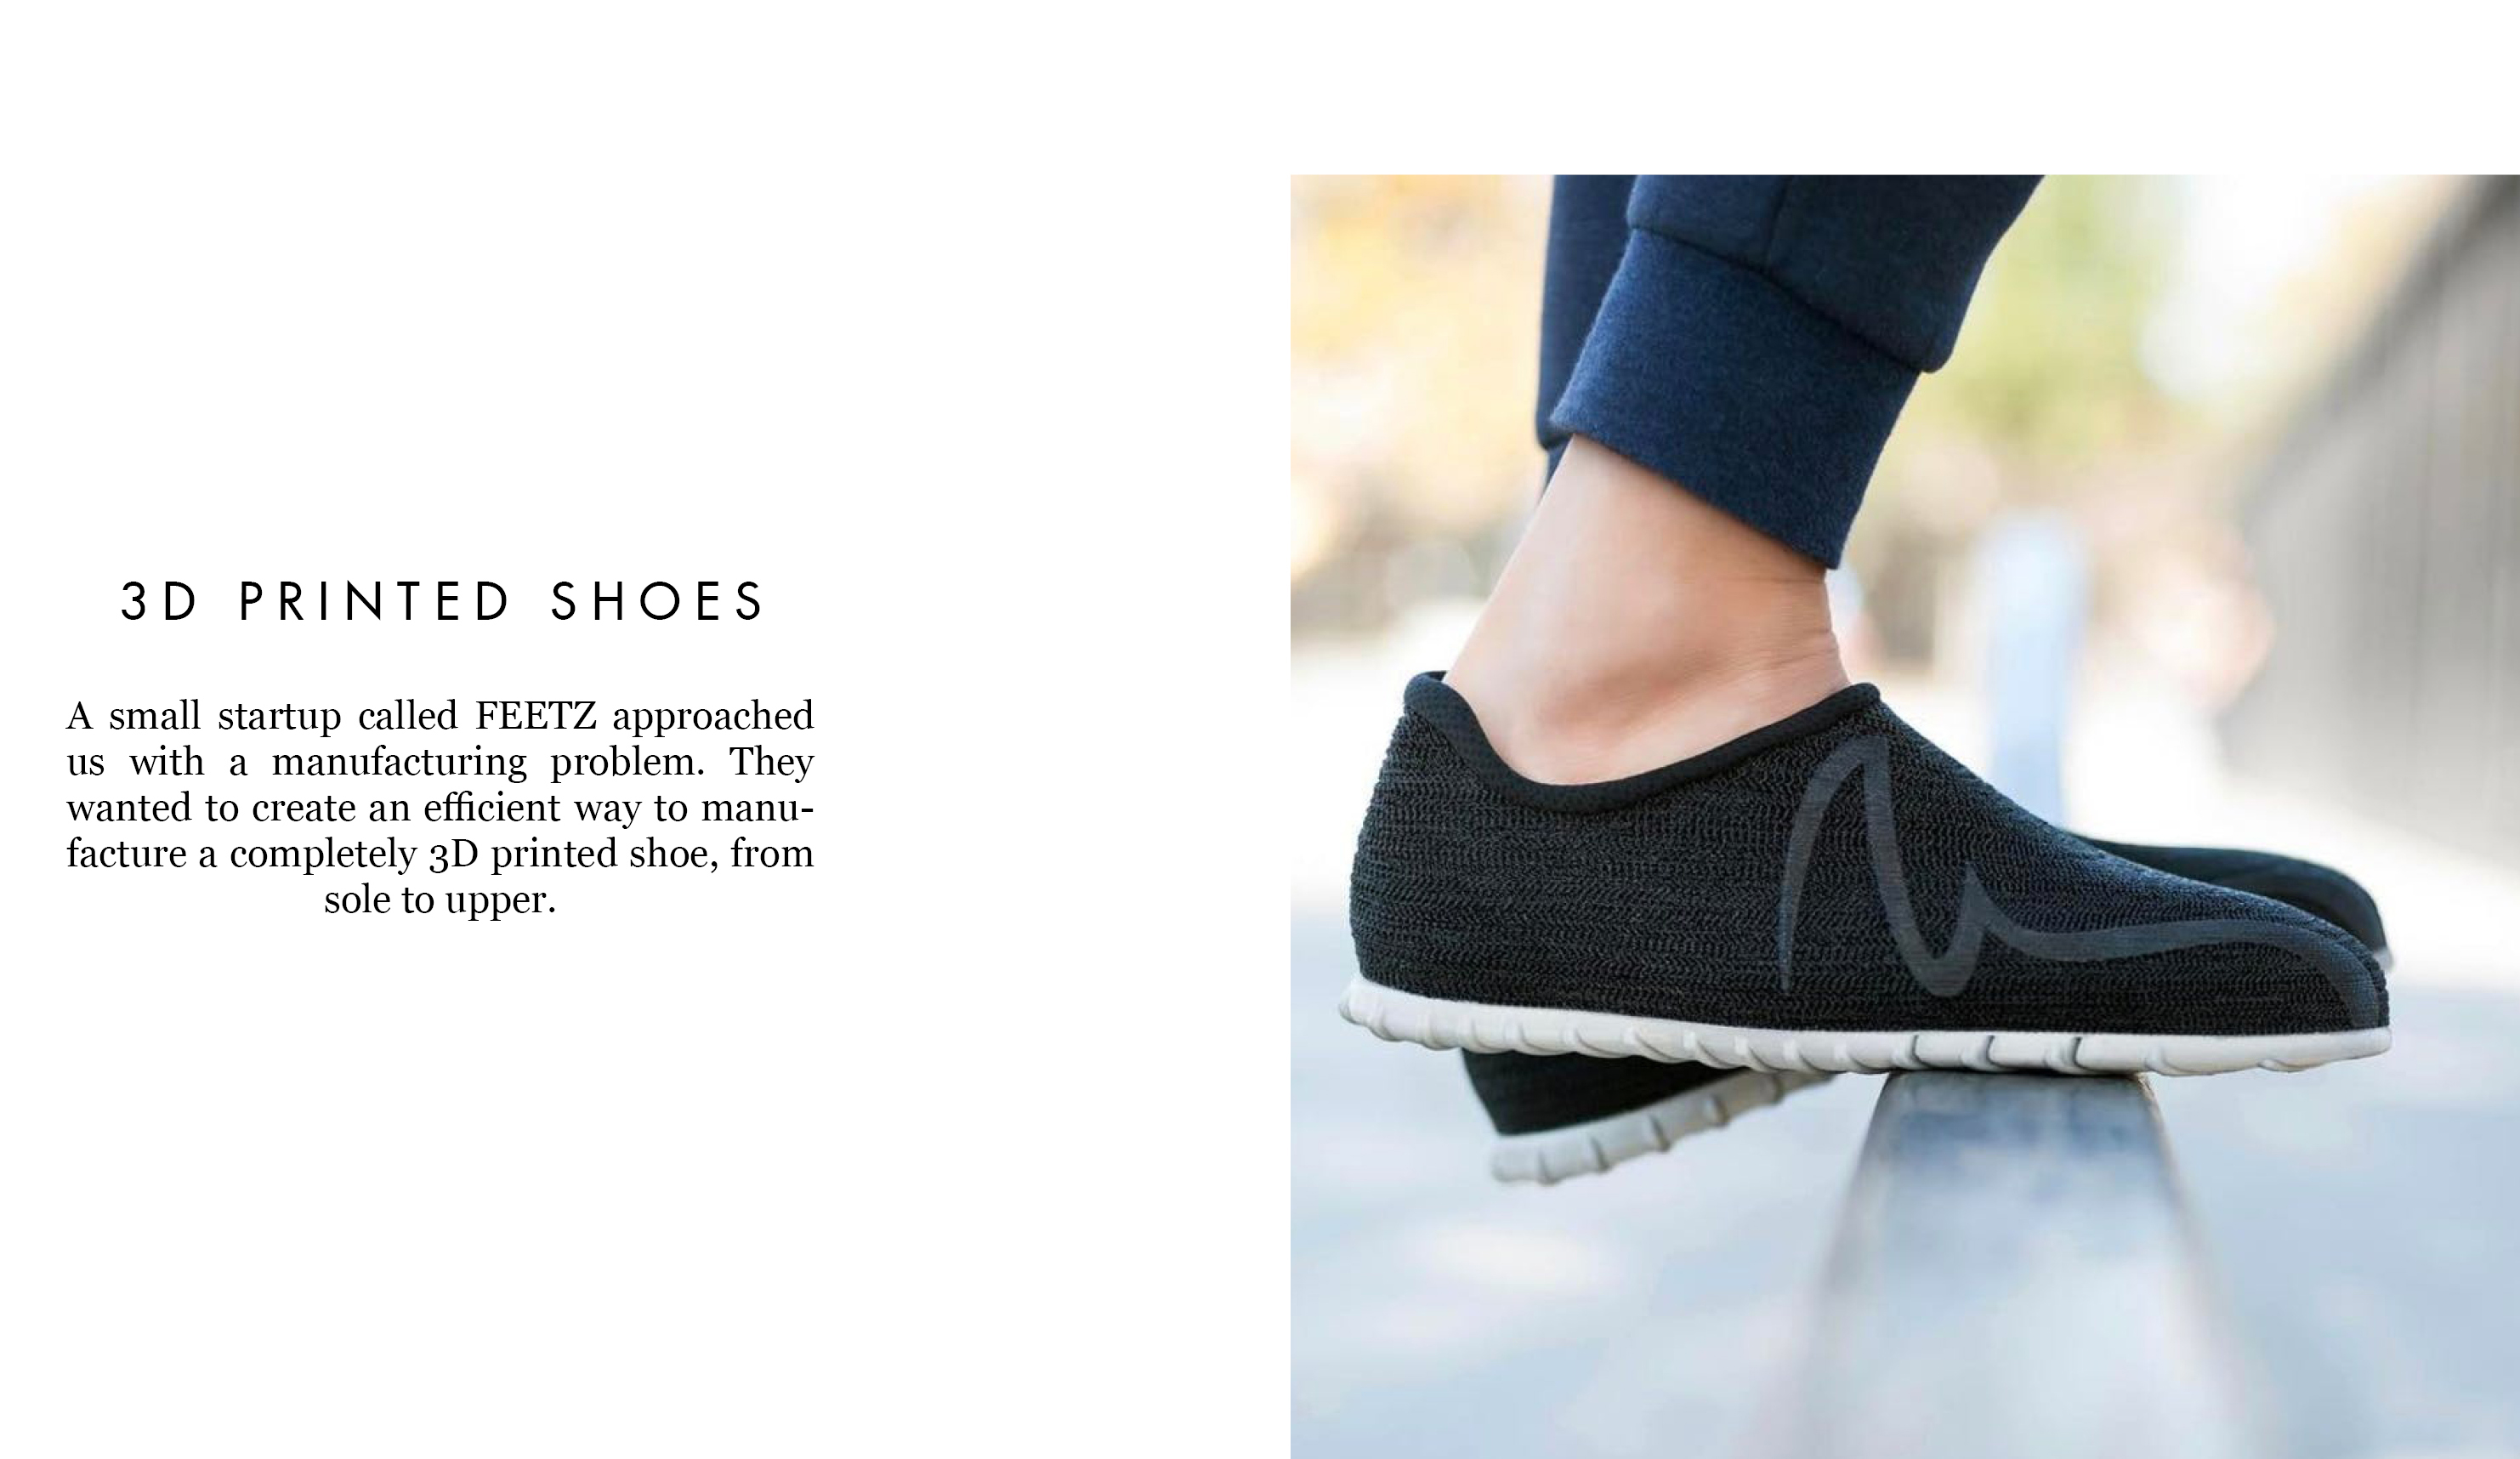 3D PRINTED SHOES
A small startup called FEETZ approached
us with a manufacturing problem. They
wanted to create an efficient way to manu-
facture a completely 3D printed shoe, from
sole to upper.